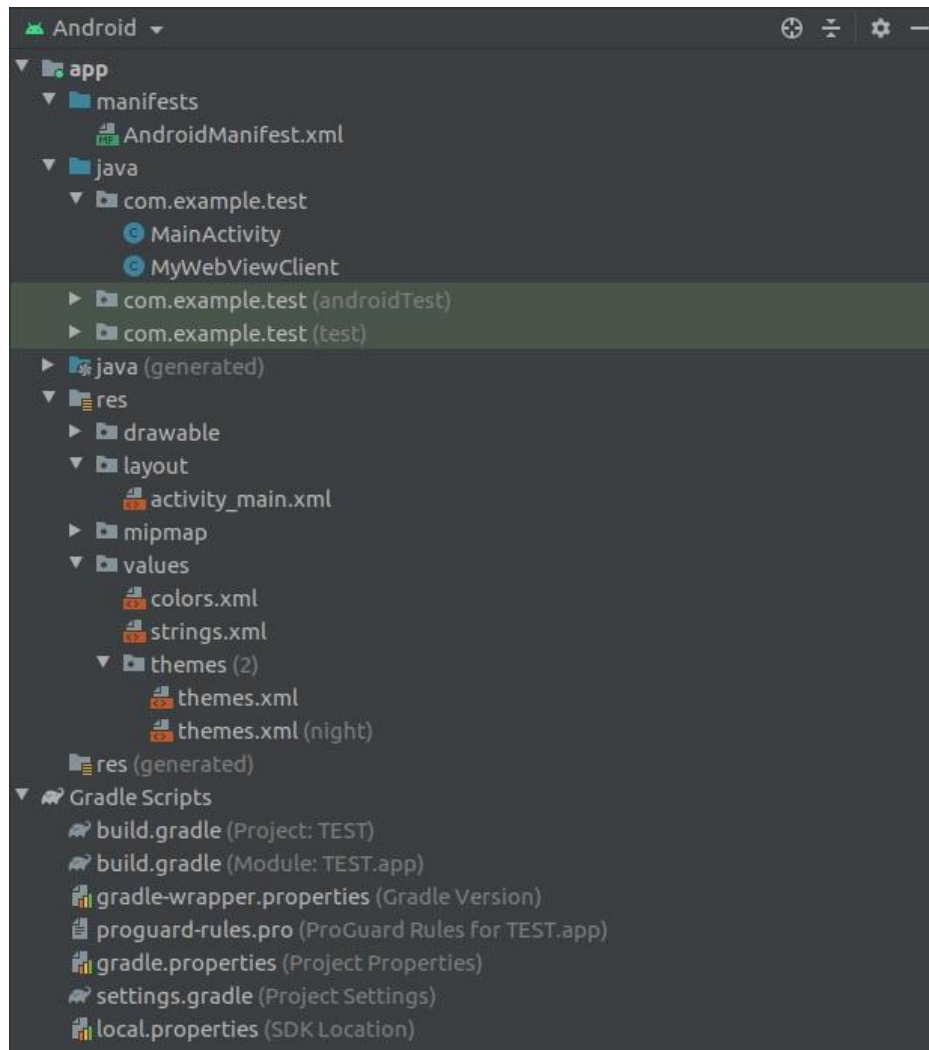 Android
app
manifests
AndroidManifest.xml
java
com.example.test
MainActivity
MyWebViewClient
com.example.test (androidTest)
com.example.test (test)
java (generated)
res
drawable
layout
activity_main.xml
mipmap
values
colors.xml
strings.xml
themes (2)
themes.xml
themes.xml (night)
res (generated)
Gradle Scripts
build.gradle (Project: TEST)
build.gradle (Module: TEST.app)
gradle-wrapper.properties (Gradle Version)
proguard-rules.pro (ProGuard Rules for TEST.app)
gradle.properties (Project Properties)
settings.gradle (Project Settings)
local.properties (SDK Location)